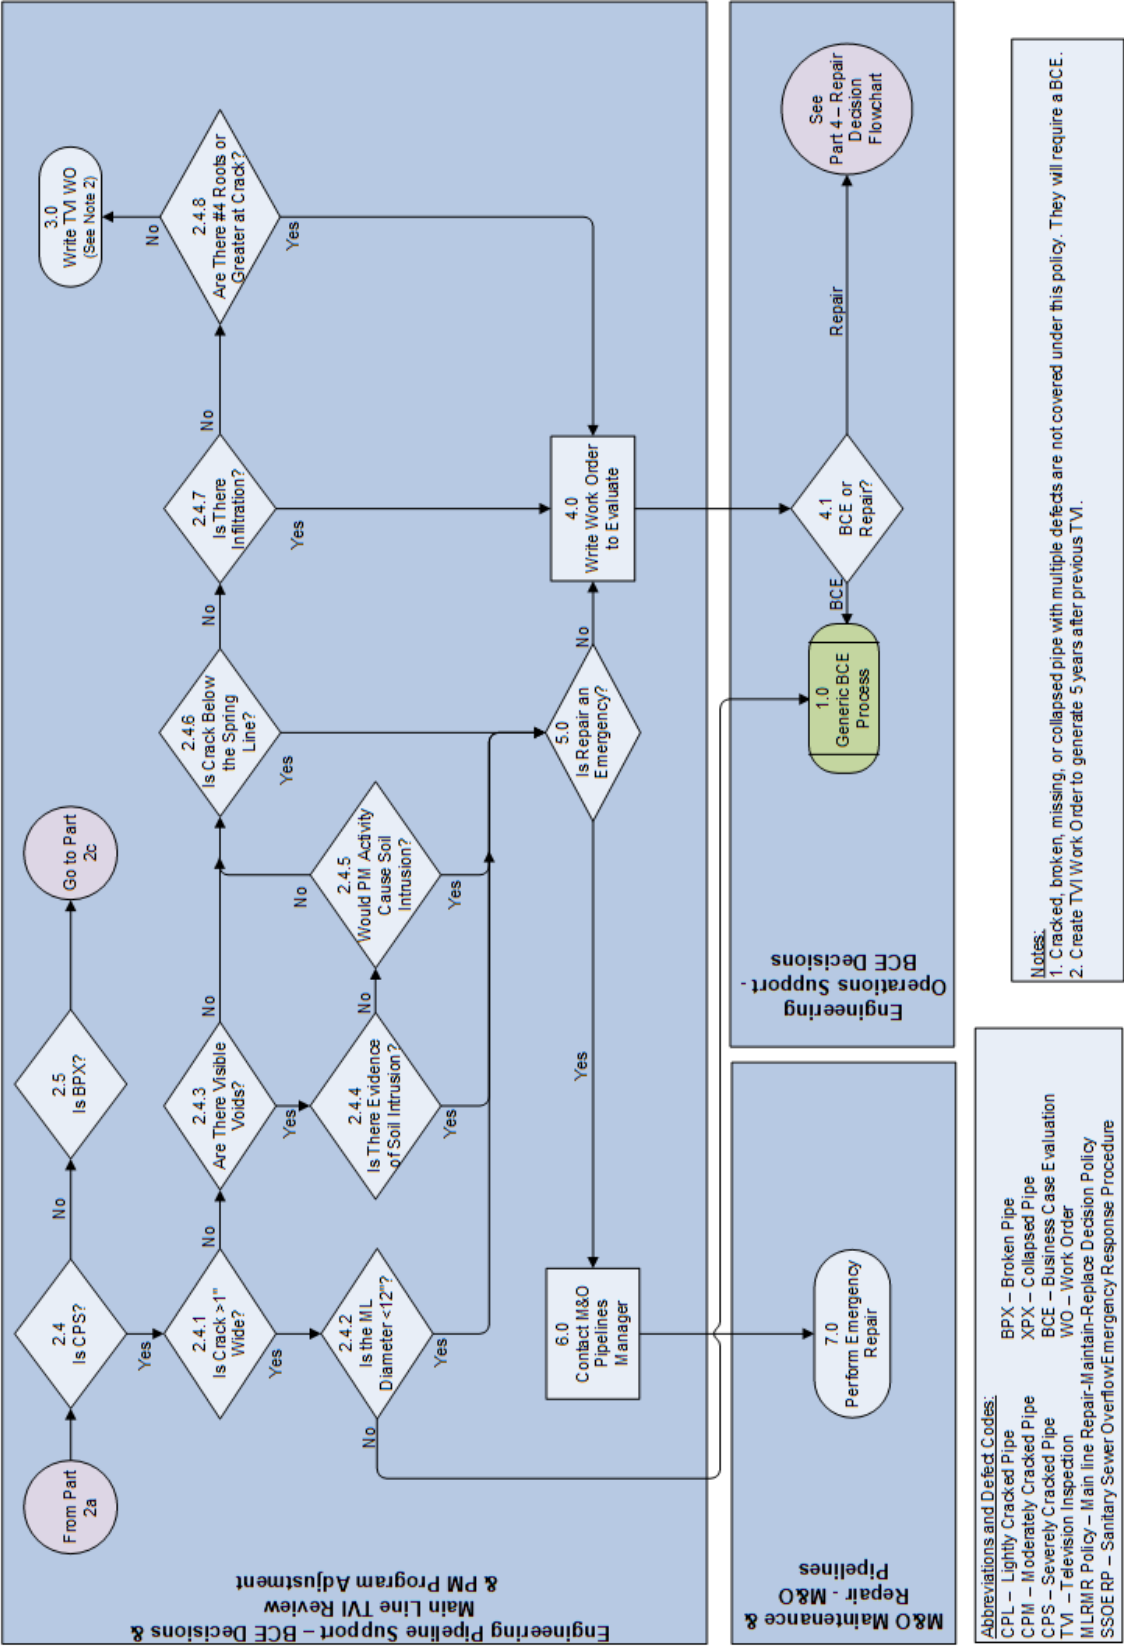 Engineering Pipeline Support – BCE Decisions &
Main Line TVI Review
& PM Program Adjustment
From Part
2a
2.4
Is CPS?
No
Yes
2.5
Is BPX?
Go to Part
2c
2.4.1
Is Crack >1"
Wide?
No
Yes
2.4.2
Is the ML
Diameter <12"?
No
Yes
2.4.3
Are There Visible
Voids?
No
Yes
2.4.4
Is There Evidence
of Soil Intrusion?
No
Yes
2.4.5
Would PM Activity
Cause Soil
Intrusion?
No
Yes
2.4.6
Is Crack Below
the Spring
Line?
No
Yes
2.4.7
Is There
Infiltration?
No
Yes
2.4.8
Are There #4 Roots or
Greater at Crack?
No
Yes
3.0
Write TVI WO
(See Note 2)
5.0
Is Repair an
Emergency?
No
Yes
4.0
Write Work Order
to Evaluate
6.0
Contact M&O
Pipelines
Manager
M&O Maintenance &
Repair - M&O
Pipelines
7.0
Perform Emergency
Repair
Engineering
Operations Support -
BCE Decisions
1.0
Generic BCE
Process
BCE
4.1
BCE or
Repair?
Repair
See
Part 4 – Repair
Decision
Flowchart
Abbreviations and Defect Codes:
CPL – Lightly Cracked Pipe BPX – Broken Pipe
CPM – Moderately Cracked Pipe XPX – Collapsed Pipe
CPS – Severely Cracked Pipe BCE – Business Case Evaluation
TVI – Television Inspection WO – Work Order
MLRMR Policy – Main line Repair-Maintain-Replace Decision Policy
SSOERP – Sanitary Sewer Overflow Emergency Response Procedure
Notes:
1. Cracked, broken, missing, or collapsed pipe with multiple defects are not covered under this policy. They will require a BCE.
2. Create TVI Work Order to generate 5 years after previous TVI.